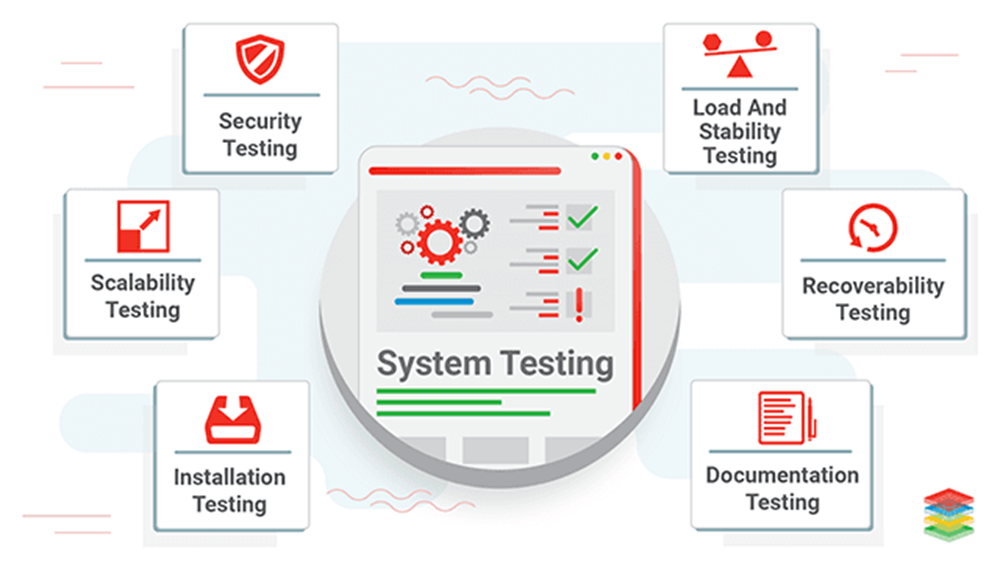 Security
Testing
Load And
Stability
Testing
Scalability
Testing
Recoverability
Testing
System Testing
Installation
Testing
Documentation
Testing